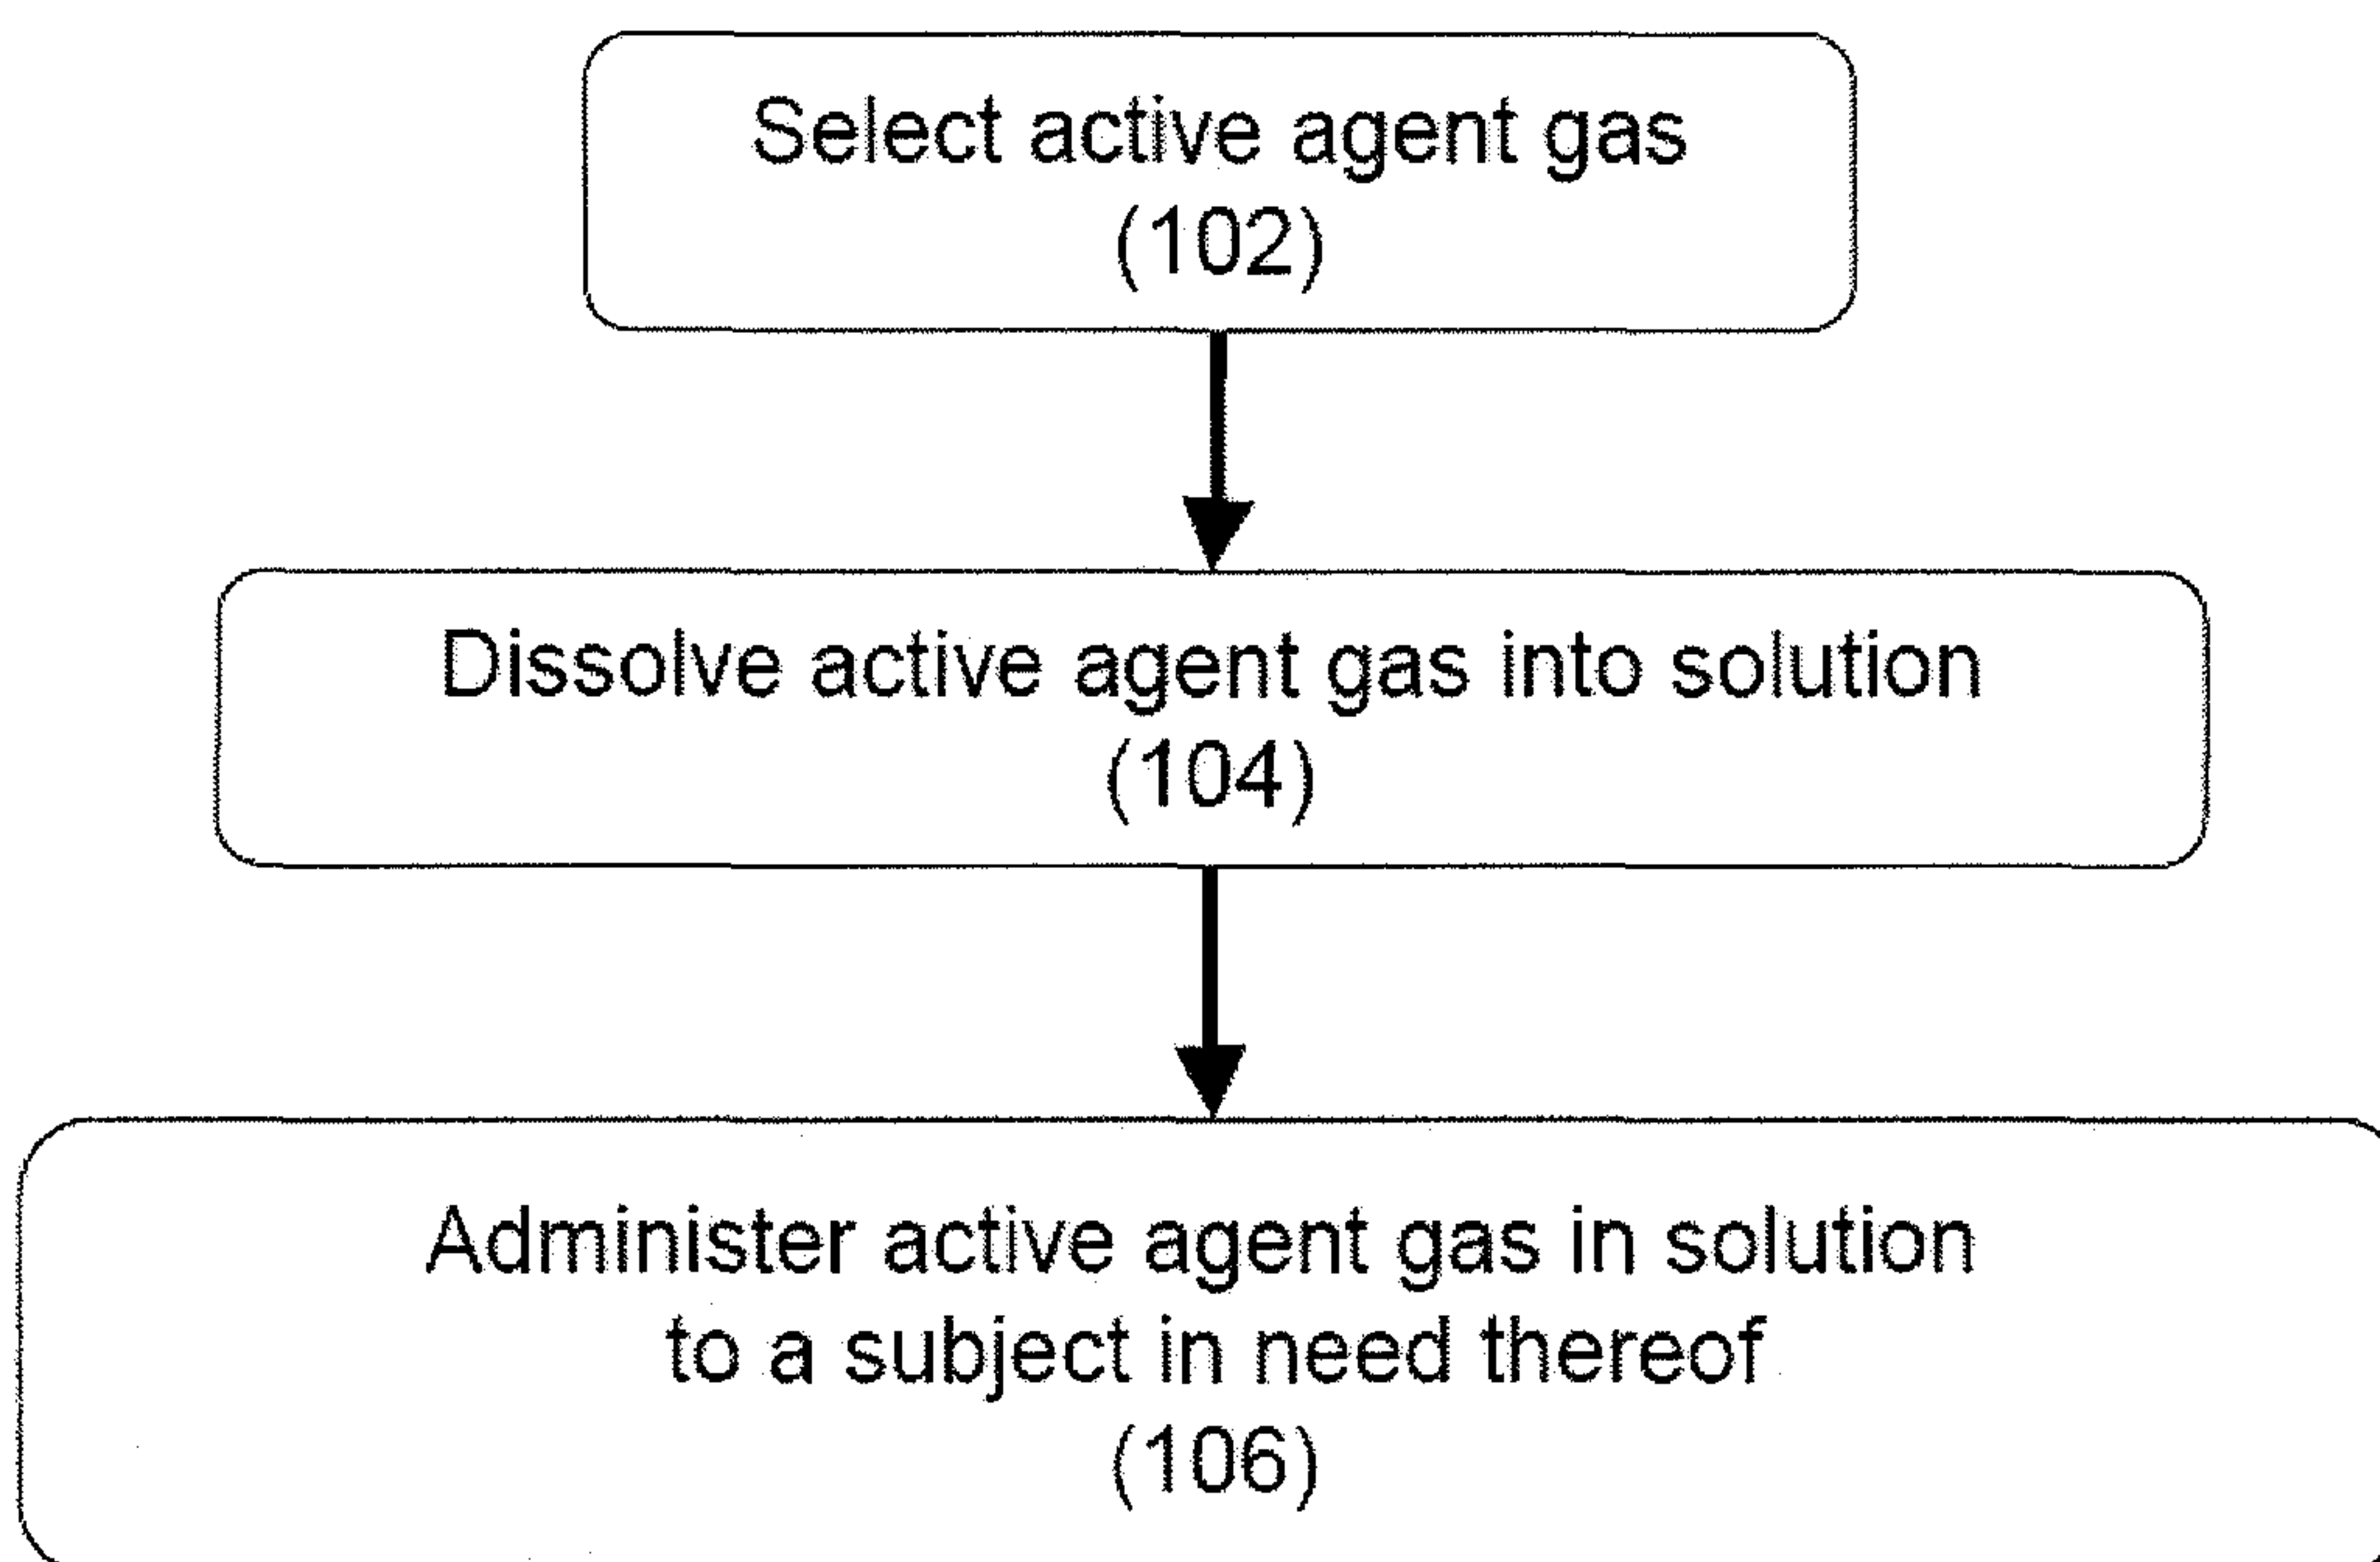 Select active agent gas
(102)
Dissolve active agent gas into solution
(104)
Administer active agent gas in solution
to a subject in need thereof
(106)